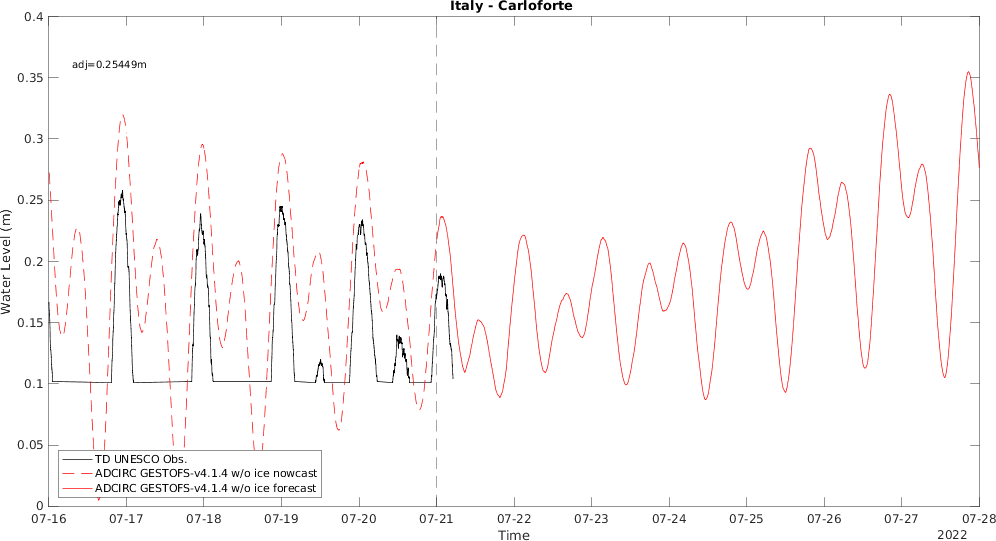 Italy - Carloforte
0.4
0.35
0.3
0.25
0.2
0.15
0.1
0.05
0
Water Level (m)
adj=0.25449m
TD UNESCO Obs.
ADCIRC GESTOFS-v4.1.4 w/o ice nowcast
ADCIRC GESTOFS-v4.1.4 w/o ice forecast
07-16 07-17 07-18 07-19 07-20 07-21 07-22 07-23 07-24 07-25 07-26 07-27 07-28
Time
2022